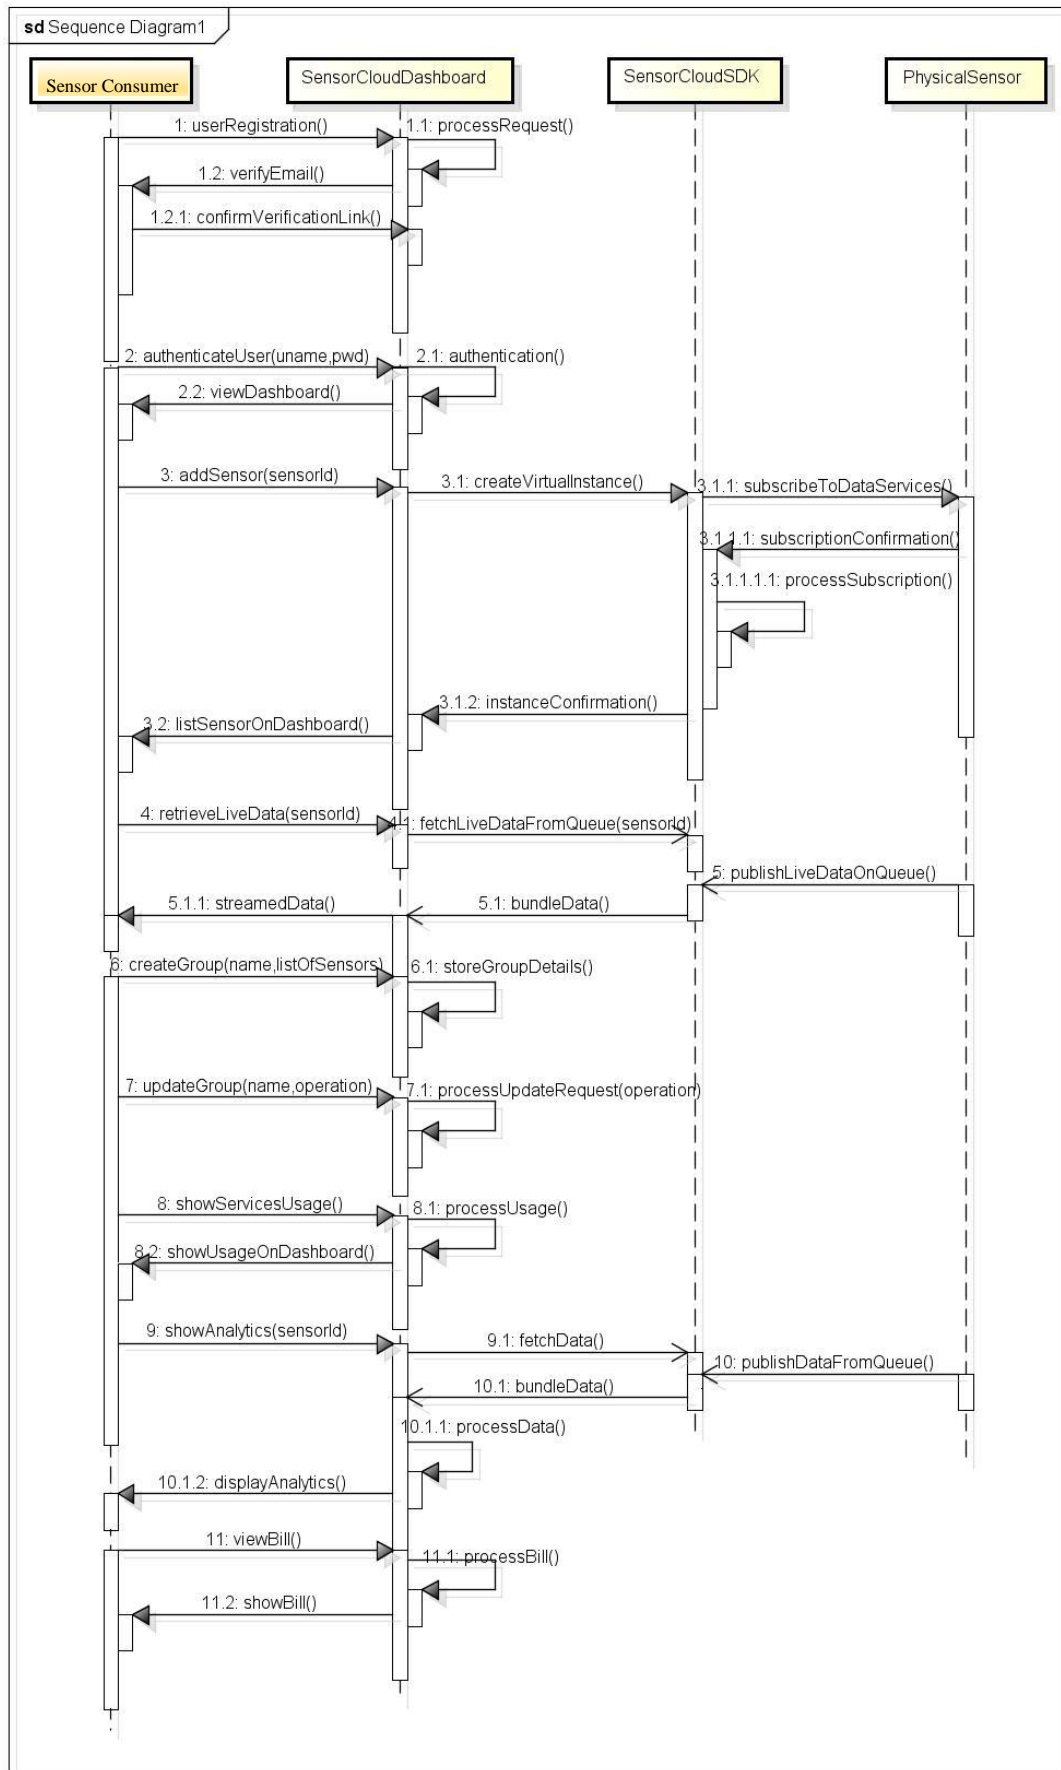 sd Sequence Diagram1
Sensor Consumer
SensorCloudDashboard
SensorCloudSDK
PhysicalSensor
1: userRegistration()
1.1: processRequest()
1.2: verifyEmail()
1.2.1: confirmVerificationLink()
2: authenticateUser(uname,pwd)
2.1: authentication()
2.2: viewDashboard()
3: addSensor(sensorId)
3.1: createVirtualInstance()
3.1.1: subscribeToDataServices()
3.1.1.1: subscriptionConfirmation()
3.1.1.1.1: processSubscription()
3.1.2: instanceConfirmation()
3.2: listSensorOnDashboard()
4: retrieveLiveData(sensorId)
4.1: fetchLiveDataFromQueue(sensorId)
5: publishLiveDataOnQueue()
5.1.1: streamedData()
5.1: bundleData()
6: createGroup(name,listOfSensors)
6.1: storeGroupDetails()
7: updateGroup(name,operation)
7.1: processUpdateRequest(operation)
8: showServicesUsage()
8.1: processUsage()
8.2: showUsageOnDashboard()
9: showAnalytics(sensorId)
9.1: fetchData()
10: publishDataFromQueue()
10.1: bundleData()
10.1.1: processData()
10.1.2: displayAnalytics()
11: viewBill()
11.1: processBill()
11.2: showBill()